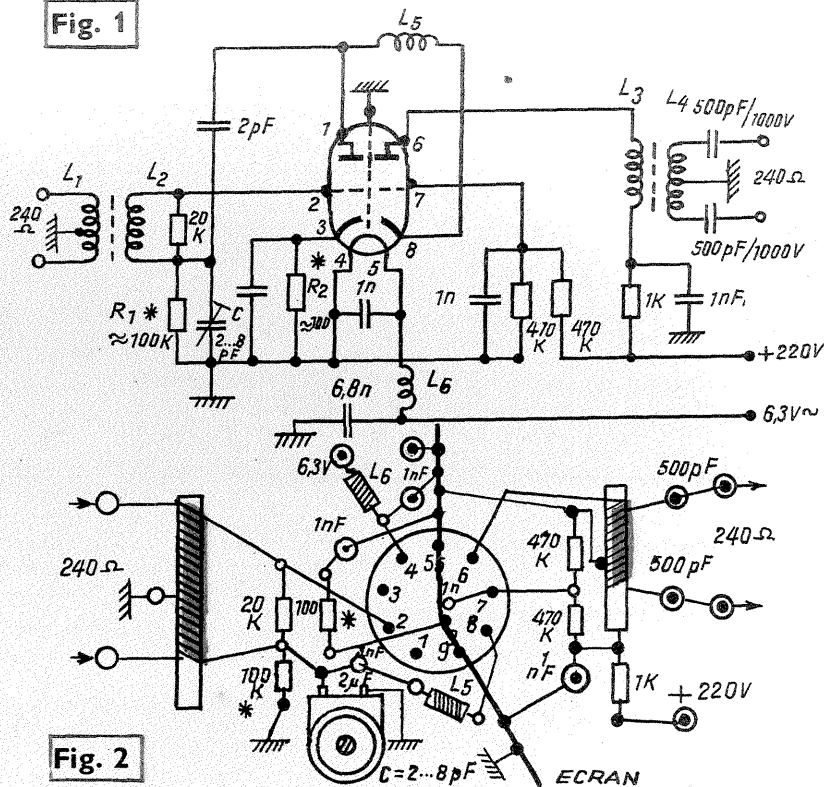 Fig. 1
L5
2pF
1
6
L3
L4 500pF/1000V
L1
L2
240Ω
20K
2
7
240Ω
3
8
500pF/1000V
4
5
*
R1 *
≈100K
C
2...8pF
R2
≈100
1n
1n
470K
470K
1K
1nF
+220V
6,8n
L6
6,3V~
6,3V
L6
1nF
500pF
1nF
240Ω
4
5
6
470K
240Ω
500pF
3
1n
7
20K
100
*
2
8
470K
1
9
1nF
1nF
100K
*
2µF
L5
1K
+220V
Fig. 2
C=2...8pF
ECRAN